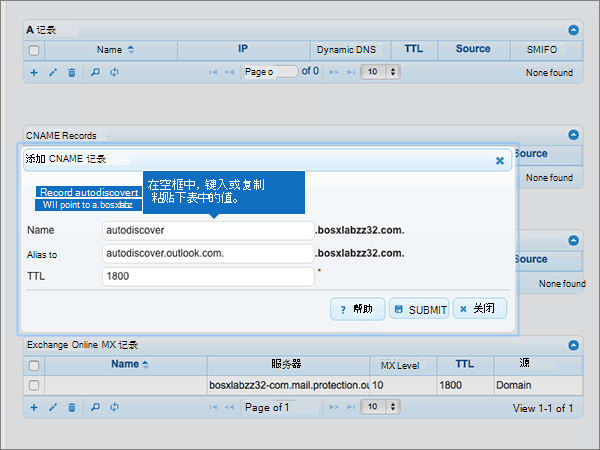 A 记录
Name IP Dynamic DNS TTL Source SMIFO
Page o of 0 10 None found
CNAME Records
Source
添加 CNAME 记录
在空框中, 键入或复制
粘贴下表中的值。
Record autodiscovert
WIl point to a.bosxlabz
Name autodiscover .bosxlabzz32.com.
Alias to autodiscover.outlook.com. .bosxlabzz32.com.
TTL 1800 *
? 帮助 SUBMIT 关闭
Source
None found
Exchange Online MX 记录
Name 服务器 MX Level TTL 源
bosxlabzz32-com.mail.protection.ou 10 1800 Domain
Page of 1 10 View 1-1 of 1